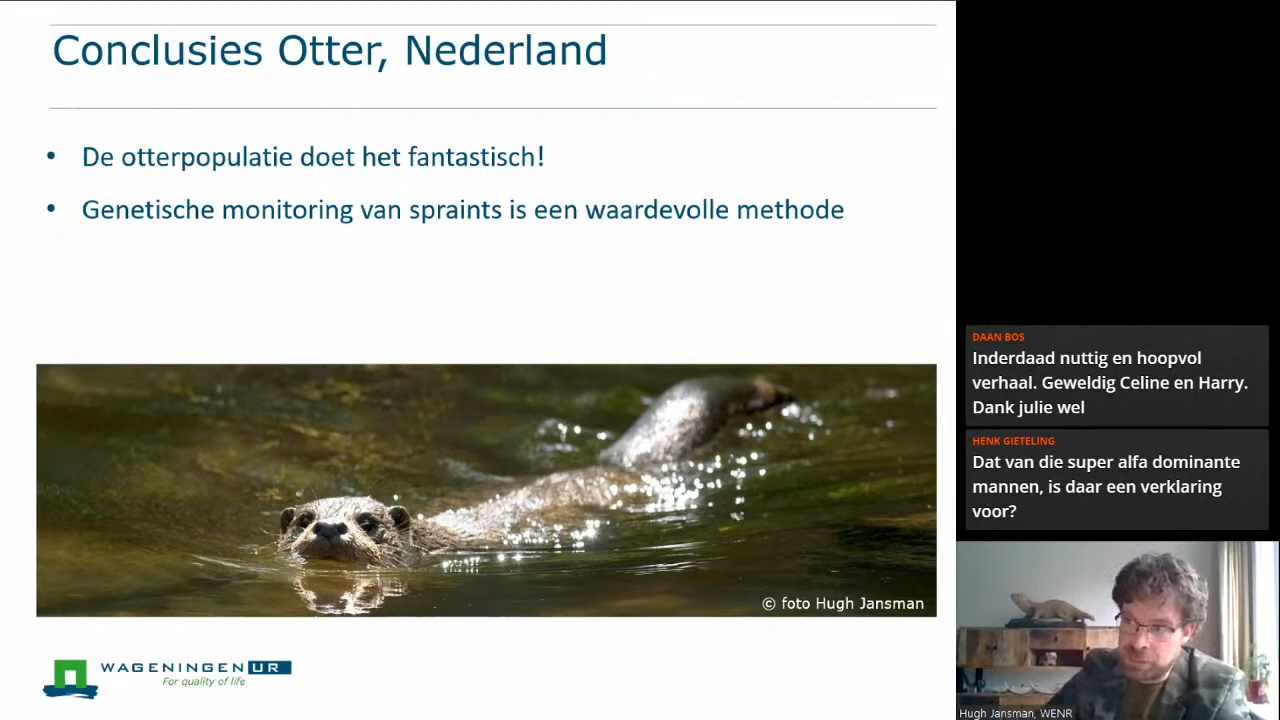 Conclusies Otter, Nederland
• De otterpopulatie doet het fantastisch!
• Genetische monitoring van spraints is een waardevolle methode
© foto Hugh Jansman
WAGENINGEN UR
For quality of life
DAAN BOS
Inderdaad nuttig en hoopvol
verhaal. Geweldig Celine en Harry.
Dank julie wel
HENK GIETELING
Dat van die super alfa dominante
mannen, is daar een verklaring
voor?
Hugh Jansman, WENR